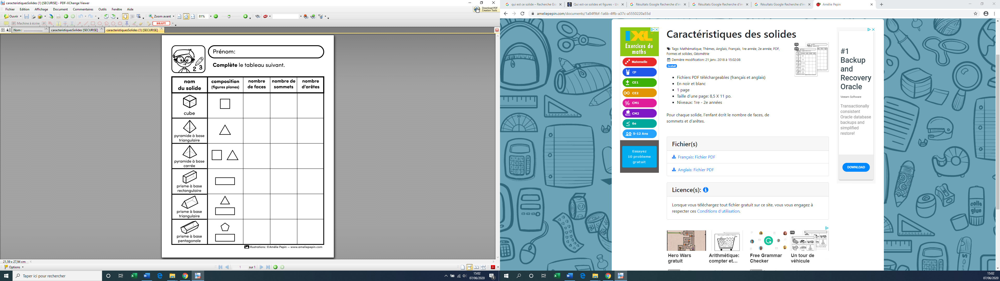 caracteristiquesSolides (1) [SECURISE] - PDF-XChange Viewer
Fichier Edition Affichage Document Commentaires Outils Fenêtre Aide
Download PDF
Creation Tools
Ouvrir
Zoom avant
81%
Machine à écrire
DRAFT
Nom : ........................
caracteristiquesSolides [SECURISE]
caracteristiquesSolides (1) [SECURISE]
Prénom:
2 3
Complète le tableau suivant.
nom
du solide
composition
(figures planes)
nombre
de faces
nombre de
sommets
nombre
d'arêtes
cube
pyramide à base
triangulaire
pyramide à base
carrée
prisme à base
rectangulaire
prisme à base
triangulaire
prisme à base
pentagonale
Illustrations: ©Amélie Pepin – www.ameliepepin.com
21,59 x 27,94 cm
Options
1 sur 1
Taper ici pour rechercher
15:02
07/06/2020
qui est ce solide – Recherche Go
Qui est-ce solides et figures - Un
Résultats Google Recherche d'im
Résultats Google Recherche d'im
Résultats Google Recherche d'im
Amélie Pepin
ameliepepin.com/documents/1a84f9bf-1a6b-4ffb-a37c-a5550220a55d
IXL
Exercices de
maths
Maternelle
CP
CE1
CE2
CM1
CM2
6e
5-12 Ans
Essayez
10 probleme
gratuit
Caractéristiques des solides
Tags: Mathématique, Thèmes, Anglais, Français, 1re année, 2e année, PDF,
Formes et solides, Géométrie
Dernière modification: 21 janv. 2018 à 15:02:08
Gratuit
FR
EN
Fichiers PDF téléchargeables (français et anglais)
En noir et blanc
1 page
Taille d'une page: 8,5 X 11 po.
Niveaux: 1re - 2e années
Pour chaque solide, l'enfant écrit le nombre de faces, de
sommets et d'arêtes.
Fichier(s)
Français: Fichier PDF
Anglais: Fichier PDF
Licence(s):
Lorsque vous téléchargez tout fichier gratuit sur ce site, vous vous engagez à
respecter ces Conditions d'utilisation.
Hero Wars
gratuit
Arithmétique:
compter et...
Free Grammar
Checker
FR
Un tour de
véhicule
#1
Backup
and
Recovery
Oracle
Veeam Software
Transactionally
consistent
Oracle database
backups and
simplified
restore!
DOWNLOAD
colle
glue
15:02
07/06/2020